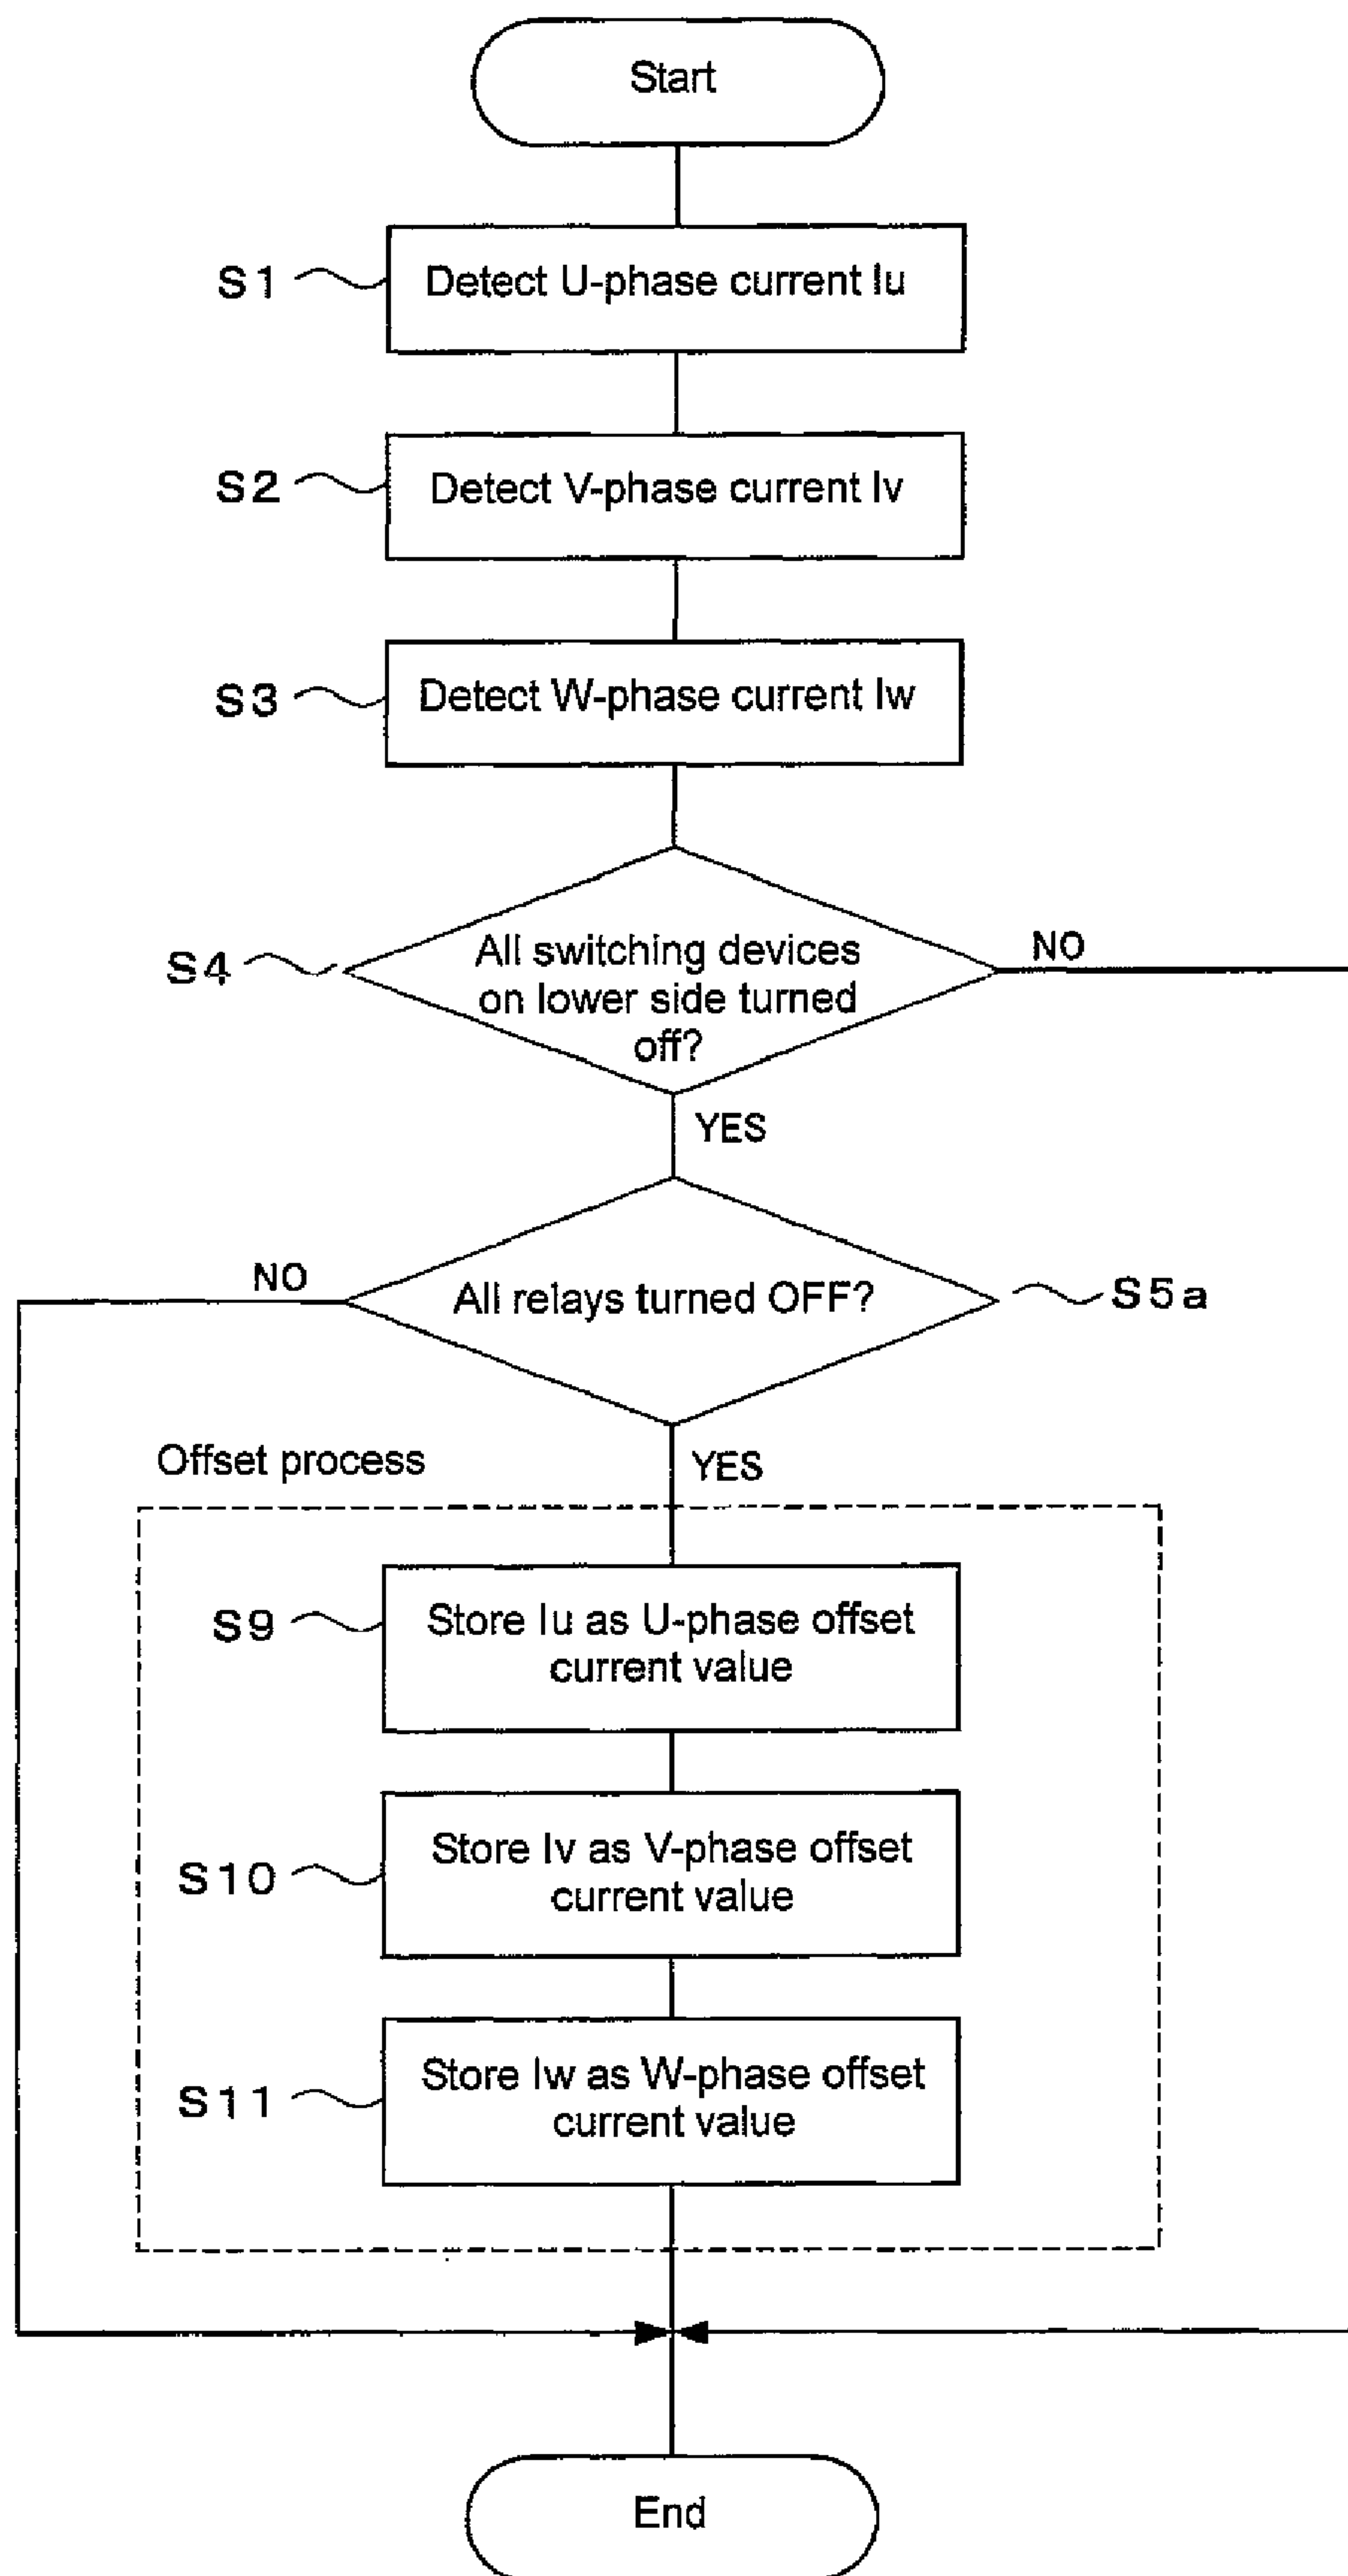 Start
S1
Detect U-phase current Iu
S2
Detect V-phase current Iv
S3
Detect W-phase current Iw
S4
All switching devices
on lower side turned
off?
NO
YES
NO
All relays turned OFF?
S5a
Offset process
YES
S9
Store Iu as U-phase offset
current value
S10
Store Iv as V-phase offset
current value
S11
Store Iw as W-phase offset
current value
End